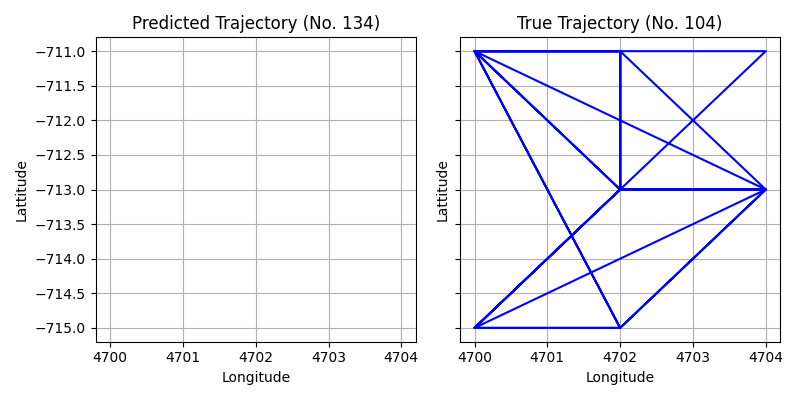 Predicted Trajectory (No. 134)
−711.0
−711.5
−712.0
−712.5
−713.0
−713.5
−714.0
−714.5
−715.0
Lattitude
4700 4701 4702 4703 4704
Longitude
True Trajectory (No. 104)
Lattitude
4700 4701 4702 4703 4704
Longitude